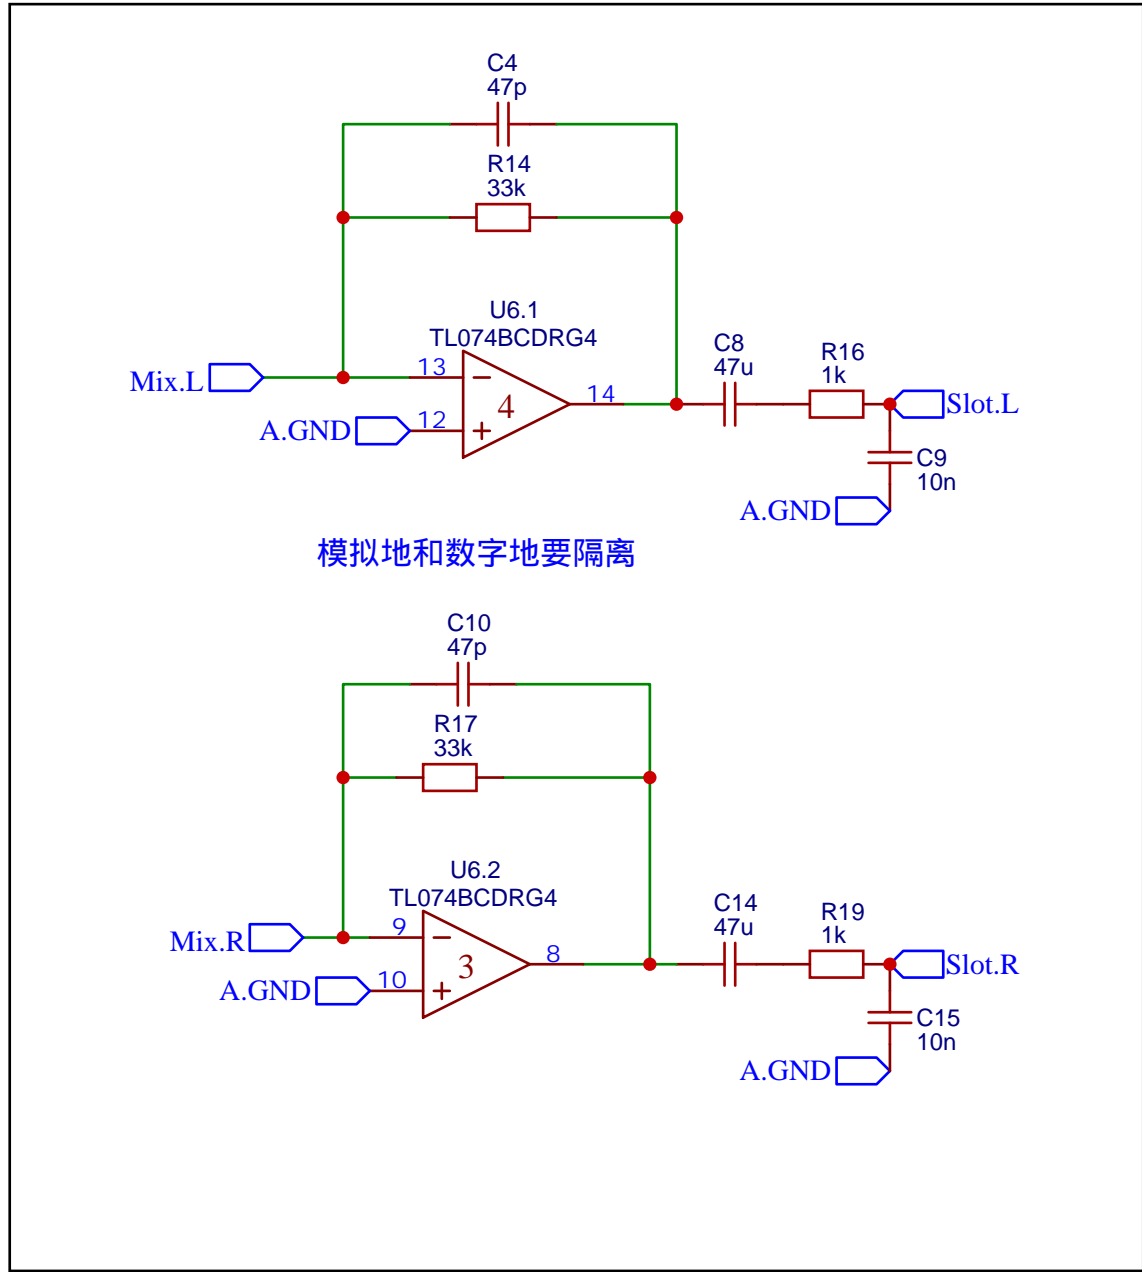 C4
47p
R14
33k
U6.1
TL074BCDRG4
13
Mix.L
14
4
12
A.GND
C8
47u
R16
1k
Slot.L
C9
10n
A.GND
模拟地和数字地要隔离
C10
47p
R17
33k
U6.2
TL074BCDRG4
9
Mix.R
8
3
10
A.GND
C14
47u
R19
1k
Slot.R
C15
10n
A.GND